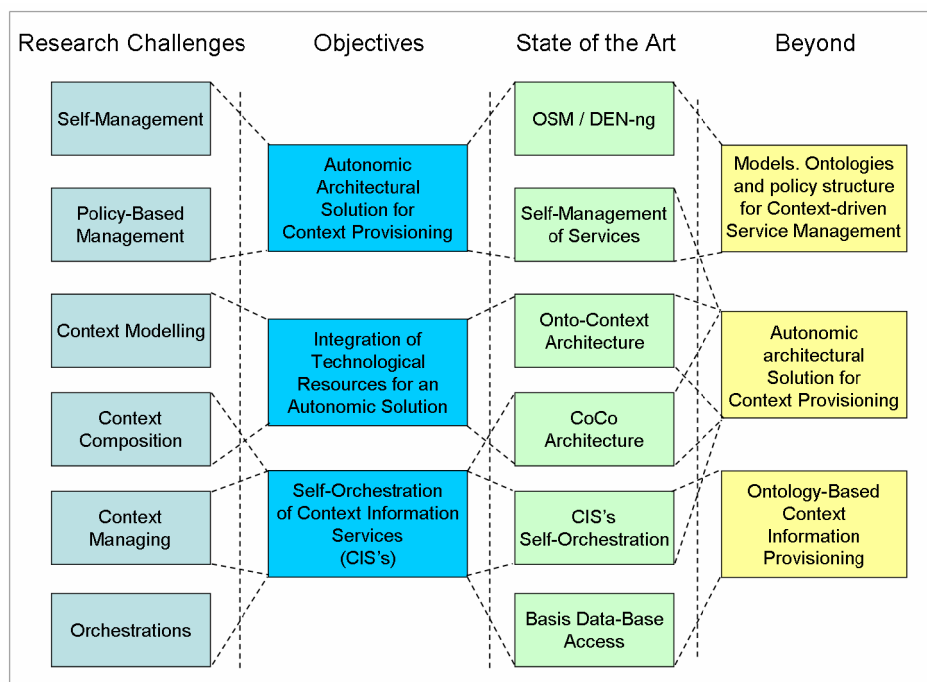 Research Challenges
Objectives
State of the Art
Beyond
Self-Management
Policy-Based
Management
Context Modelling
Context
Composition
Context
Managing
Orchestrations
Autonomic
Architectural
Solution for
Context Provisioning
Integration of
Technological
Resources for an
Autonomic Solution
Self-Orchestration
of Context Information
Services
(CIS's)
OSM / DEN-ng
Self-Management
of Services
Onto-Context
Architecture
CoCo
Architecture
CIS's
Self-Orchestration
Basis Data-Base
Access
Models. Ontologies
and policy structure
for Context-driven
Service Management
Autonomic
architectural
Solution for
Context Provisioning
Ontology-Based
Context
Information
Provisioning